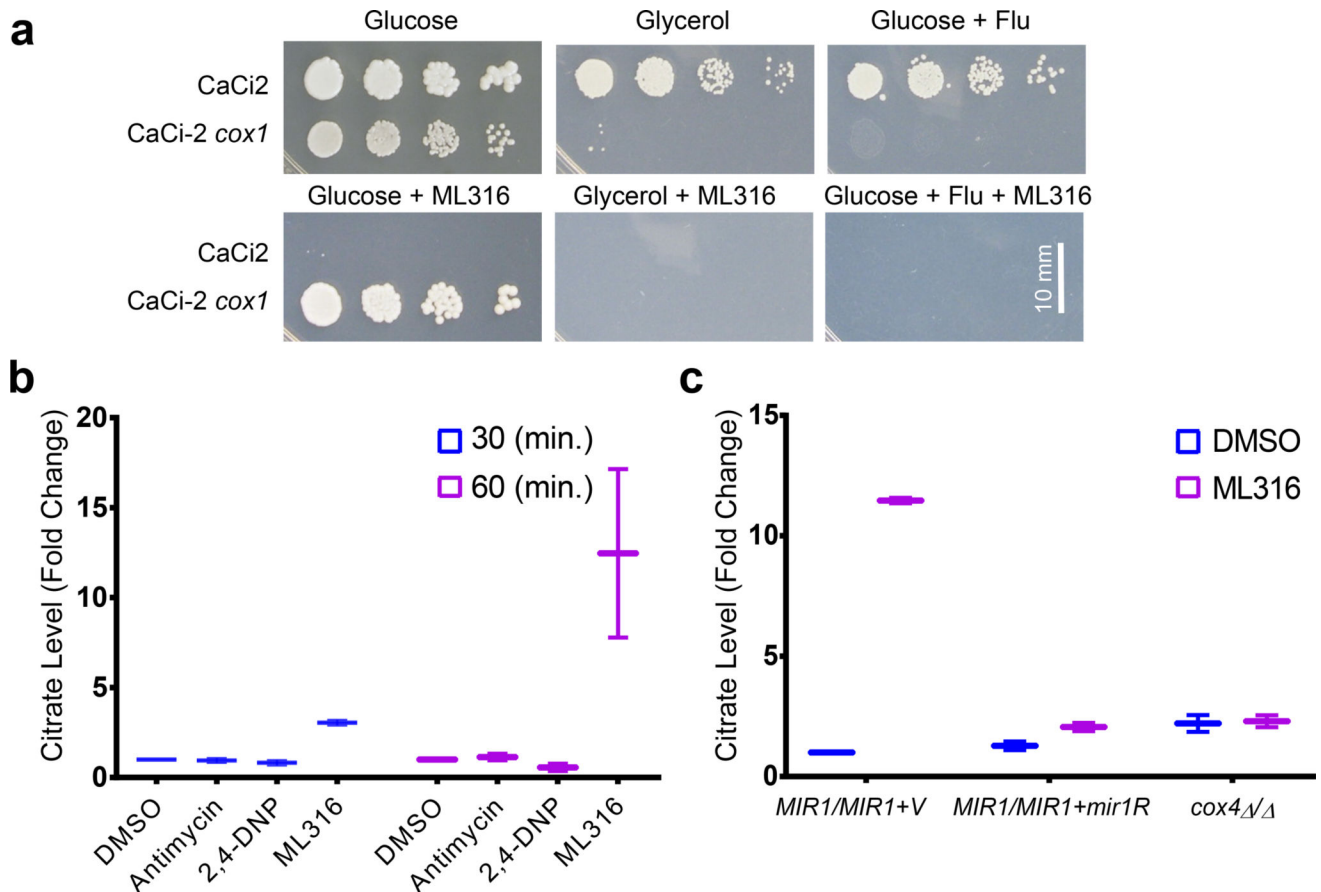 a
Glucose
Glycerol
Glucose + Flu
CaCi2
CaCi-2 cox1
Glucose + ML316
Glycerol + ML316
Glucose + Flu + ML316
CaCi2
CaCi-2 cox1
10 mm
b
Citrate Level (Fold Change)
20
15
10
5
0
30 (min.)
60 (min.)
DMSO
Antimycin
2,4-DNP
ML316
DMSO
Antimycin
2,4-DNP
ML316
c
Citrate Level (Fold Change)
15
10
5
0
DMSO
ML316
MIR1/MIR1+V
MIR1/MIR1+mir1R
cox4Δ/Δ